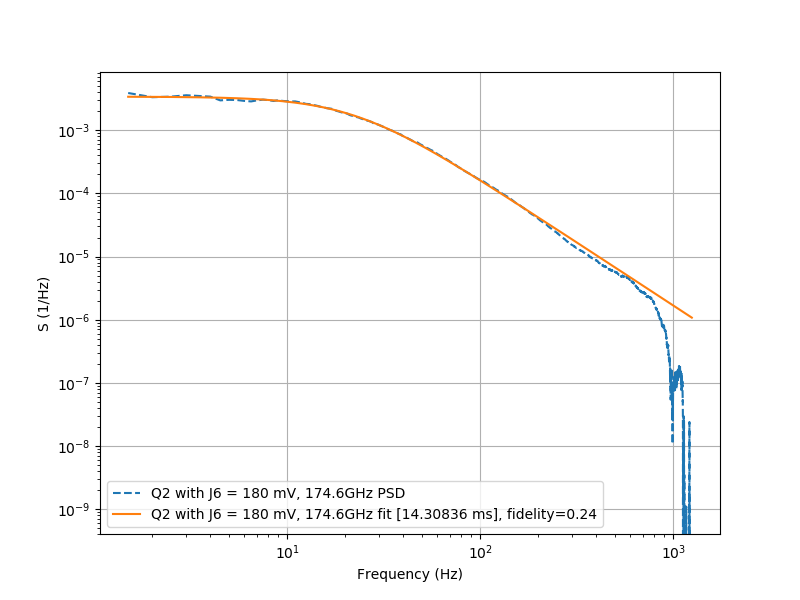 S (1/Hz)
10⁻³
10⁻⁴
10⁻⁵
10⁻⁶
10⁻⁷
10⁻⁸
10⁻⁹
Q2 with J6 = 180 mV, 174.6GHz PSD
Q2 with J6 = 180 mV, 174.6GHz fit [14.30836 ms], fidelity=0.24
10¹
10²
10³
Frequency (Hz)